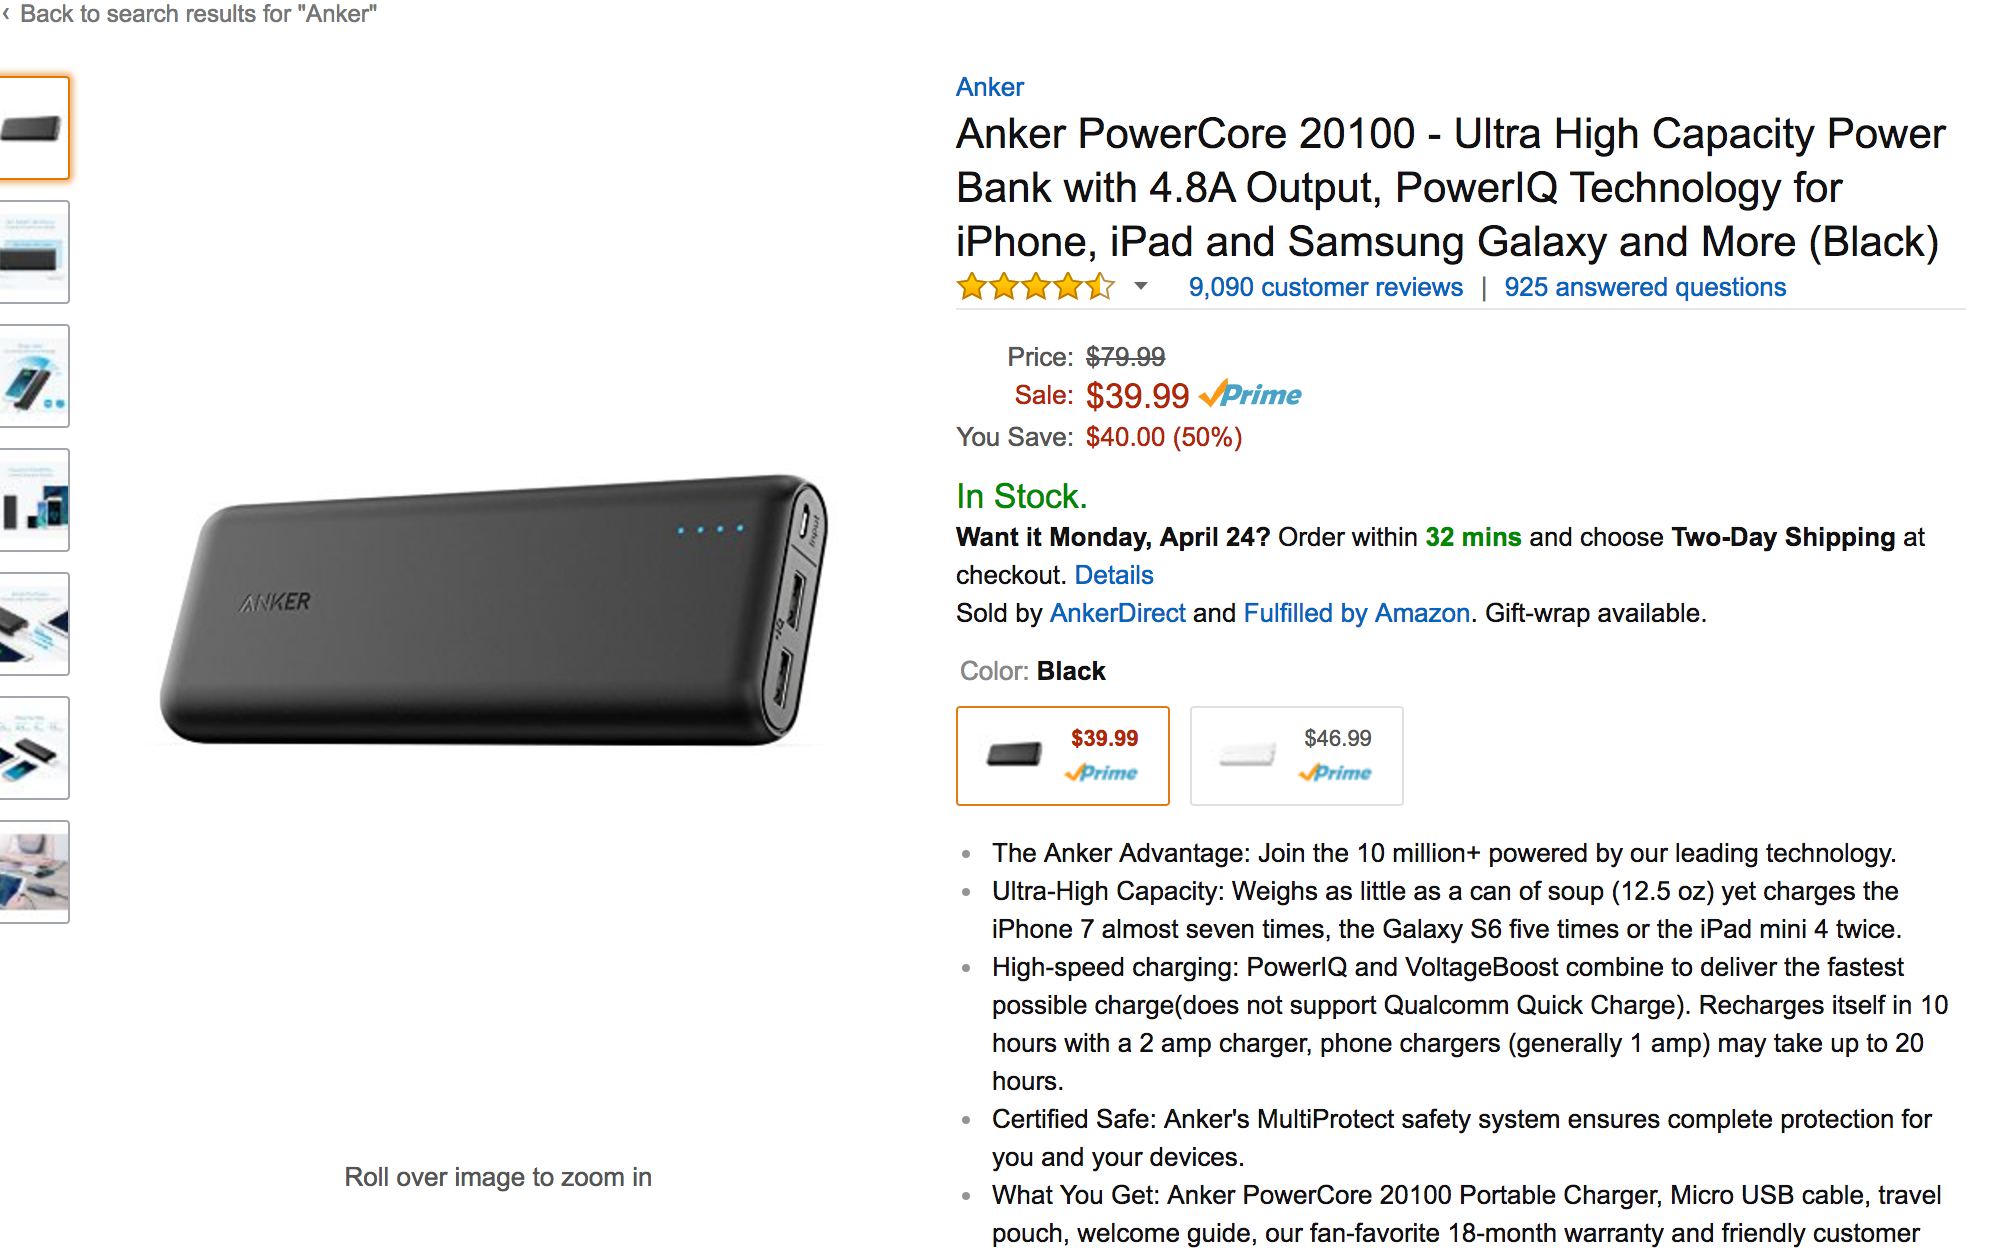 ‹ Back to search results for "Anker"
Anker
Anker PowerCore 20100 - Ultra High Capacity Power
Bank with 4.8A Output, PowerIQ Technology for
iPhone, iPad and Samsung Galaxy and More (Black)
9,090 customer reviews | 925 answered questions
Price: $79.99
Sale: $39.99 Prime
You Save: $40.00 (50%)
In Stock.
Want it Monday, April 24? Order within 32 mins and choose Two-Day Shipping at
checkout. Details
Sold by AnkerDirect and Fulfilled by Amazon. Gift-wrap available.
Color: Black
$39.99 $46.99
Prime Prime
ANKER
Input
IQ
The Anker Advantage: Join the 10 million+ powered by our leading technology.
Ultra-High Capacity: Weighs as little as a can of soup (12.5 oz) yet charges the
iPhone 7 almost seven times, the Galaxy S6 five times or the iPad mini 4 twice.
High-speed charging: PowerIQ and VoltageBoost combine to deliver the fastest
possible charge(does not support Qualcomm Quick Charge). Recharges itself in 10
hours with a 2 amp charger, phone chargers (generally 1 amp) may take up to 20
hours.
Certified Safe: Anker's MultiProtect safety system ensures complete protection for
you and your devices.
What You Get: Anker PowerCore 20100 Portable Charger, Micro USB cable, travel
pouch, welcome guide, our fan-favorite 18-month warranty and friendly customer
Roll over image to zoom in